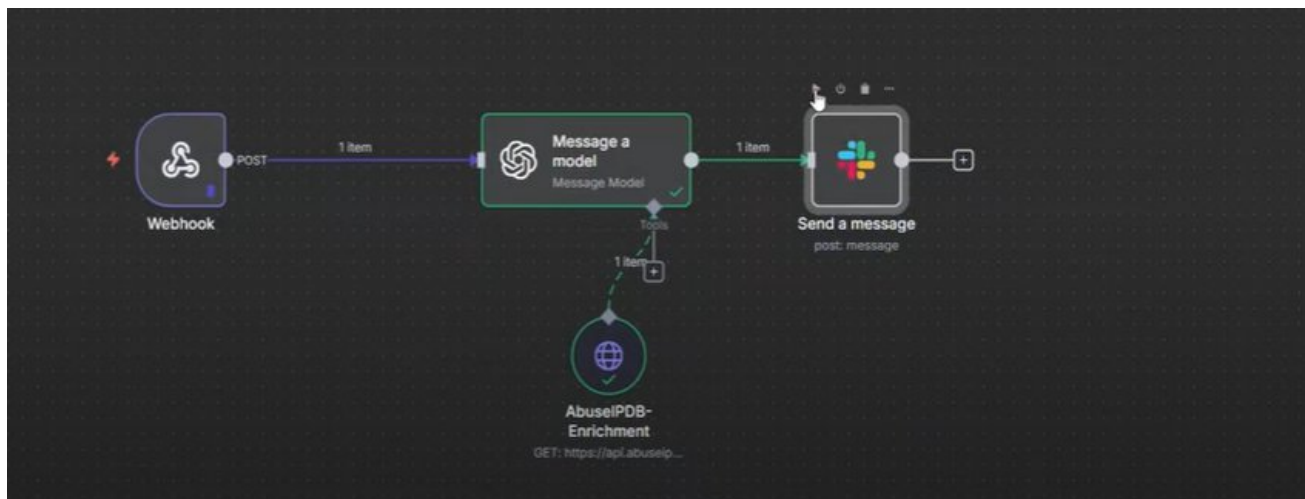 POST
1 item
Webhook
Message a
model
Message Model
Tools
1 item
1 item
Send a message
post: message
AbuseIPDB-
Enrichment
GET: https://api.abuseip...